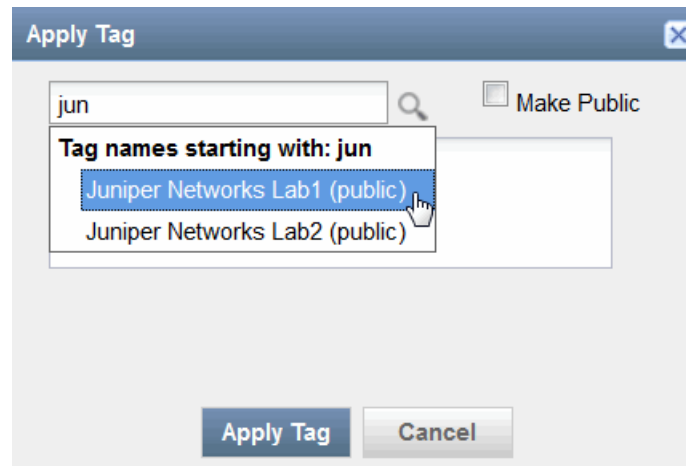 Apply Tag
jun
Make Public
Tag names starting with: jun
Juniper Networks Lab1 (public)
Juniper Networks Lab2 (public)
Apply Tag
Cancel